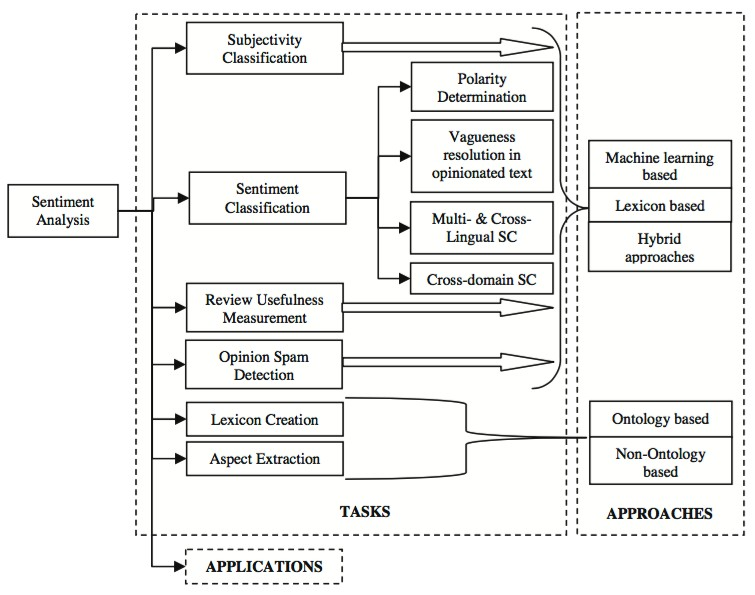 Subjectivity
Classification
Polarity
Determination
Vagueness
resolution in
opinionated text
Machine learning
based
Sentiment
Analysis
Sentiment
Classification
Lexicon based
Multi- & Cross-
Lingual SC
Hybrid
approaches
Cross-domain SC
Review Usefulness
Measurement
Opinion Spam
Detection
Lexicon Creation
Ontology based
Aspect Extraction
Non-Ontology
based
TASKS
APPROACHES
APPLICATIONS